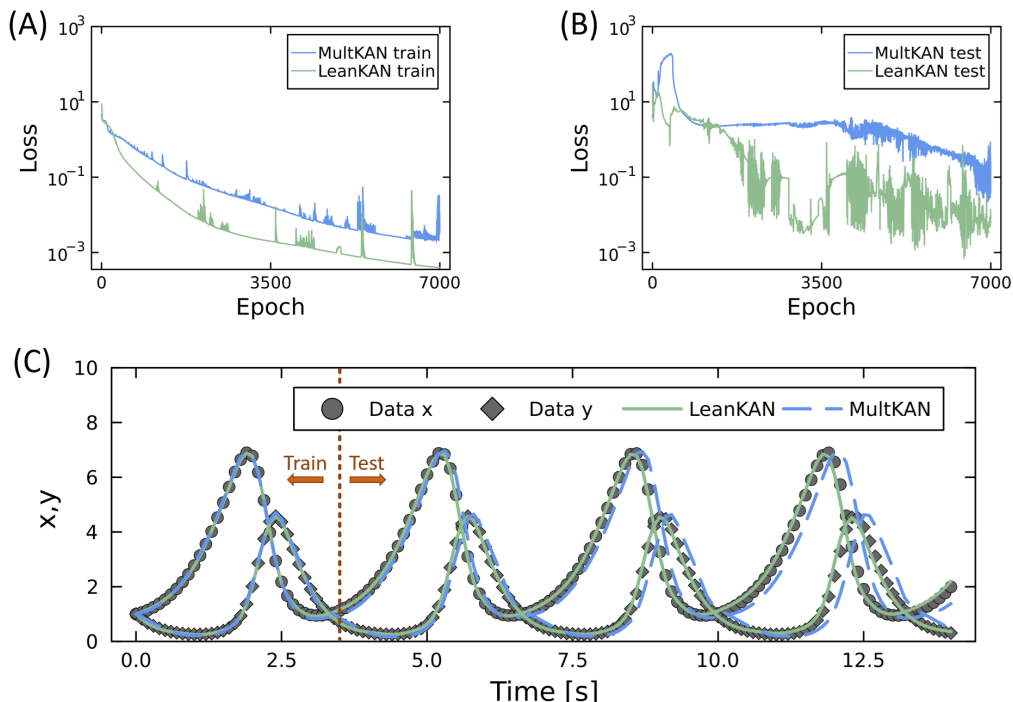 (A)
10³
10¹
10⁻¹
10⁻³
Loss
MultKAN train
LeanKAN train
0
3500
7000
Epoch
(B)
10³
10¹
10⁻¹
10⁻³
Loss
MultKAN test
LeanKAN test
0
3500
7000
Epoch
(C)
10
8
6
4
2
0
x,y
Data x
Data y
LeanKAN
MultKAN
Train
Test
0.0
2.5
5.0
7.5
10.0
12.5
Time [s]